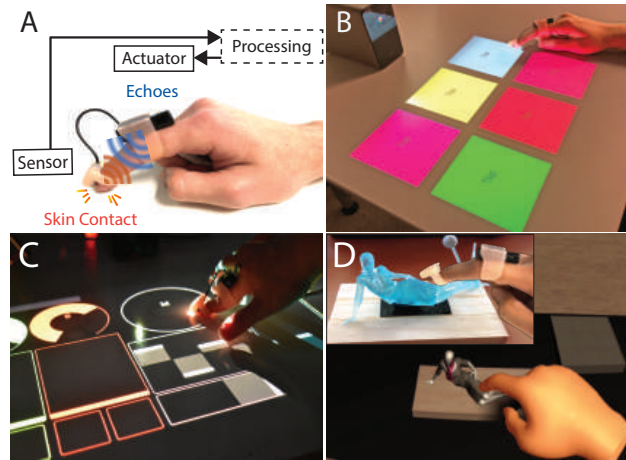 A
Processing
Actuator
Echoes
Sensor
Skin Contact
B
C
D